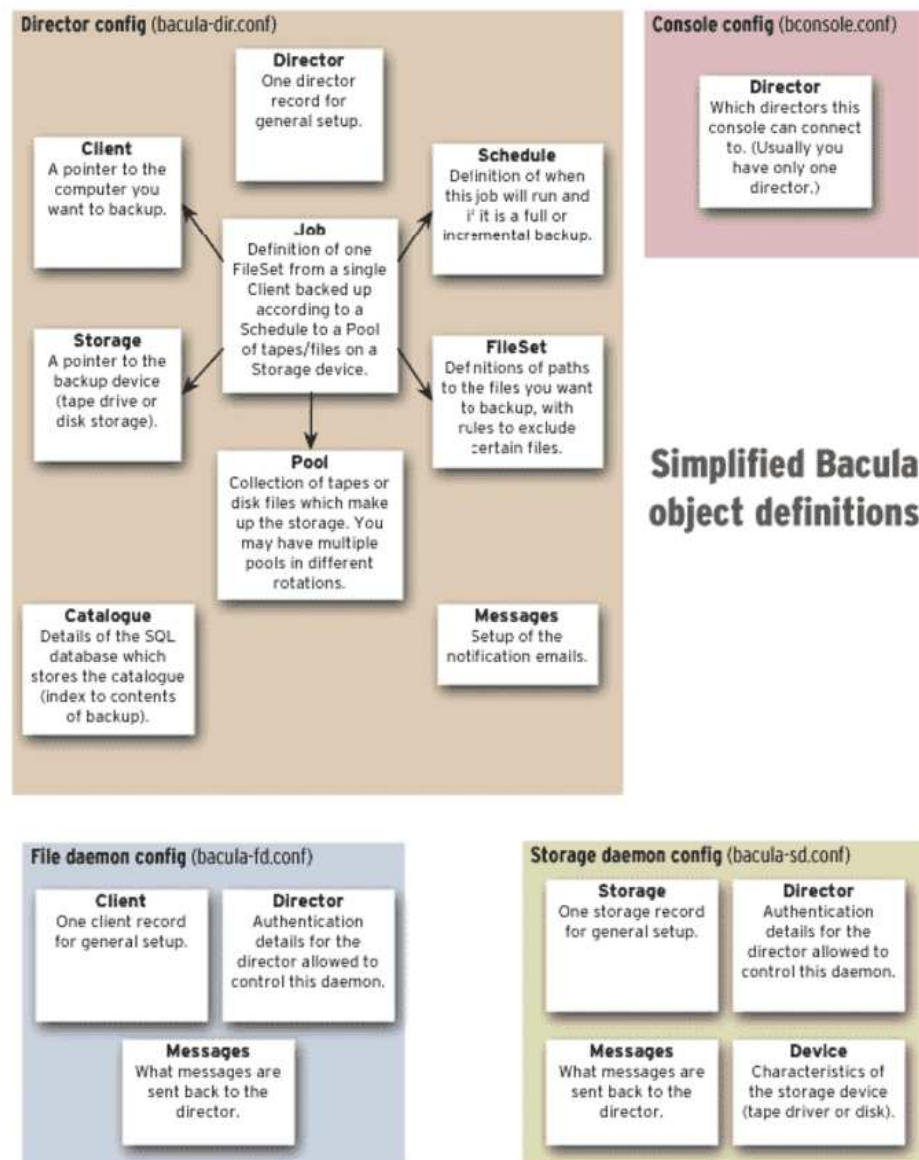 Director config (bacula-dir.conf)
Director
One director
record for
general setup.
Client
A pointer to the
computer you
want to backup.
Schedule
Definition of when
this job will run and
if it is a full or
incremental backup.
Job
Definition of one
FileSet from a single
Client backed up
according to a
Schedule to a Pool
of tapes/files on a
Storage device.
Storage
A pointer to the
backup device
(tape drive or
disk storage).
FileSet
Definitions of paths
to the files you want
to backup, with
rules to exclude
certain files.
Pool
Collection of tapes or
disk files which make
up the storage. You
may have multiple
pools in different
rotations.
Catalogue
Details of the SQL
database which
stores the catalogue
(index to contents
of backup).
Messages
Setup of the
notification emails.
Console config (bconsole.conf)
Director
Which directors this
console can connect
to. (Usually you
have only one
director.)
Simplified Bacula
object definitions
File daemon config (bacula-fd.conf)
Client
One client record
for general setup.
Director
Authentication
details for the
director allowed to
control this daemon.
Messages
What messages are
sent back to the
director.
Storage daemon config (bacula-sd.conf)
Storage
One storage record
for general setup.
Director
Authentication
details for the
director allowed to
control this daemon.
Messages
What messages are
sent back to the
director.
Device
Characteristics of
the storage device
(tape driver or disk).